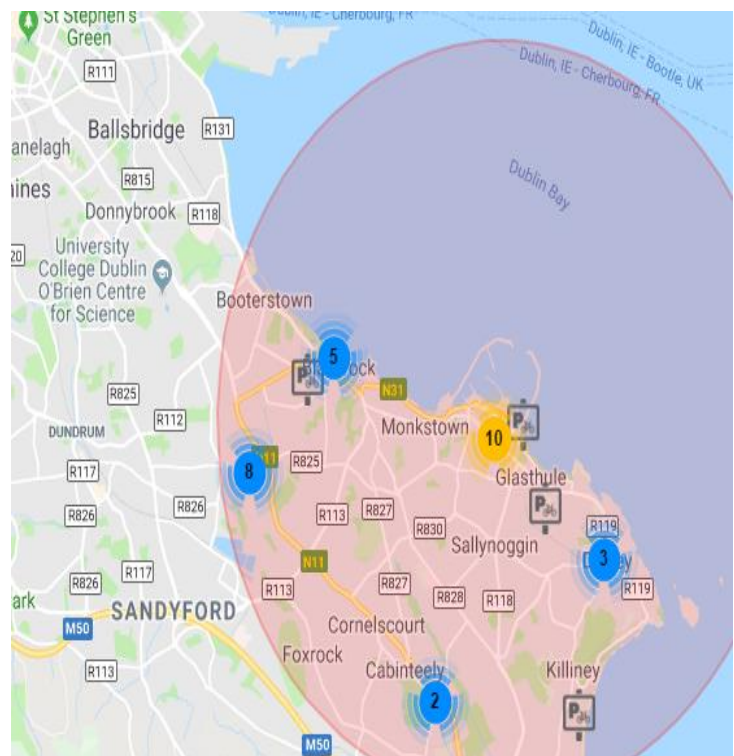 St Stephen's
Green
Dublin, IE - Cherbourg, FR
Dublin, IE - Bootle, UK
Dublin, IE - Cherbourg, FR
R111
Ballsbridge
R131
anelagh
R815
aines
Donnybrook
R118
Dublin Bay
University
College Dublin
O'Brien Centre
for Science
20
Booterstown
5
P
N31
R825
R112
Monkstown
10
P
DUNDRUM
8
R825
Glasthule
R117
R826
R826
R113
R827
R830
P
R119
Sallynoggin
3
N11
R117
R826
R113
R827
R828
R118
R119
ark
SANDYFORD
Cornelscourt
M50
Foxrock
Cabinteely
Killiney
R113
2
P
M50